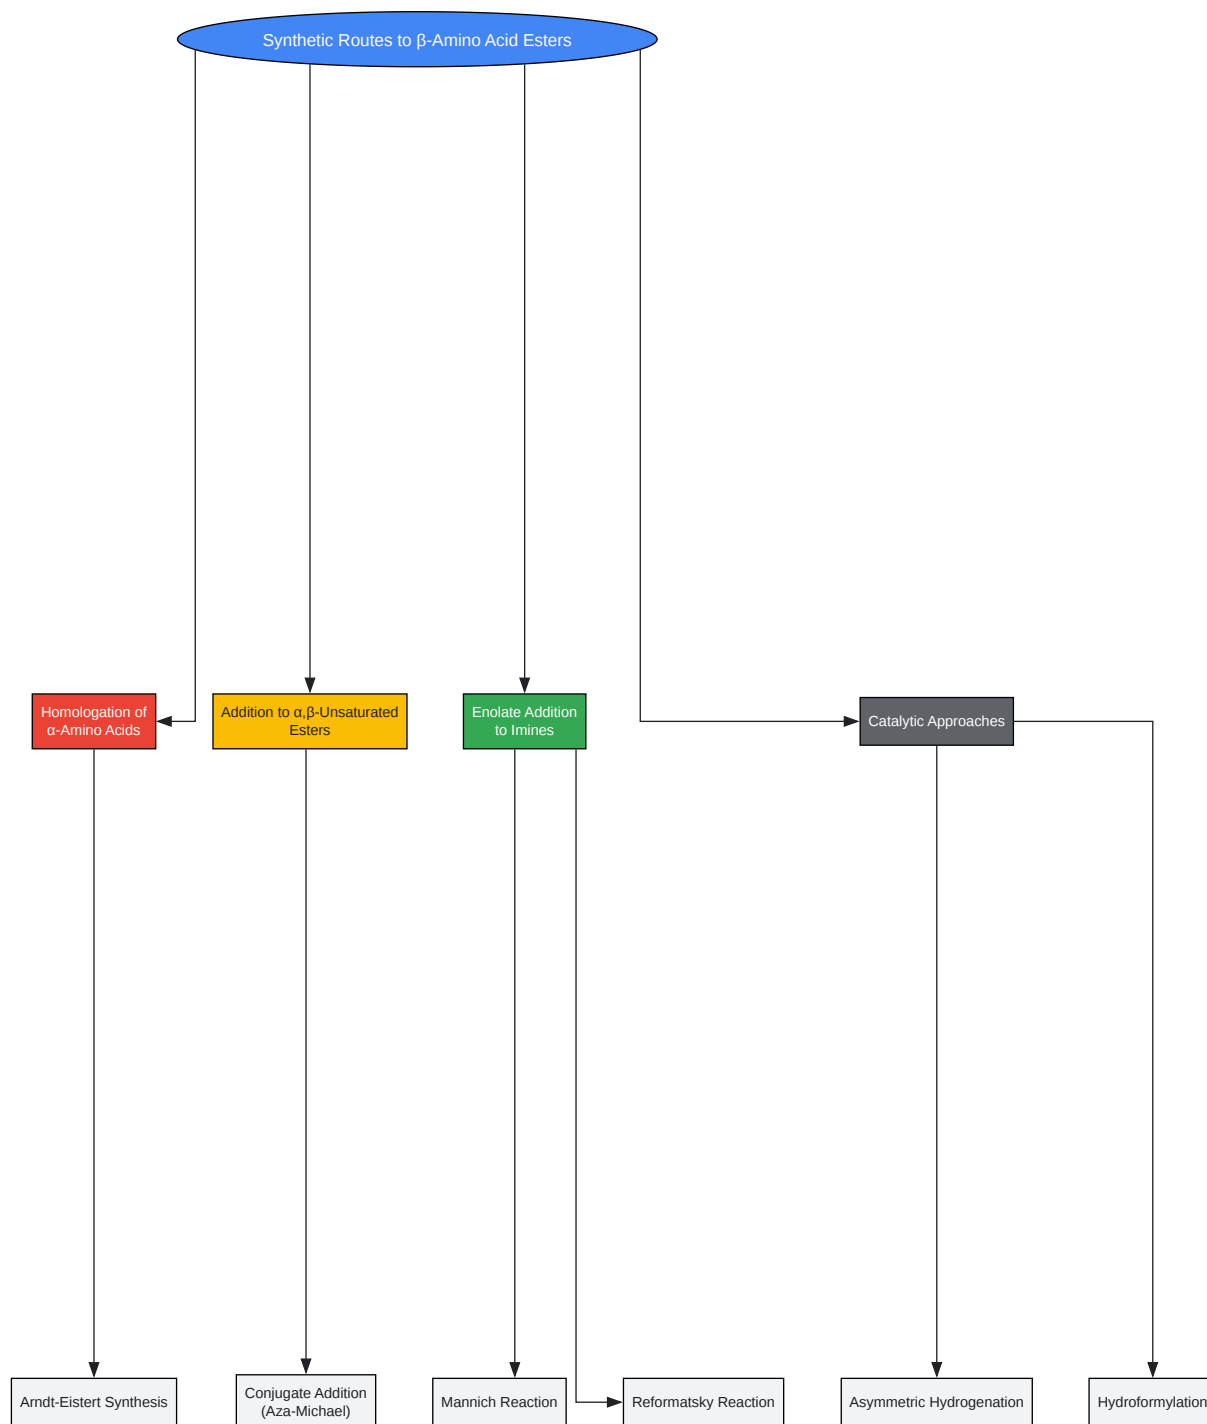 Synthetic Routes to β-Amino Acid Esters
Homologation of
α-Amino Acids
Addition to α,β-Unsaturated
Esters
Enolate Addition
to Imines
Catalytic Approaches
Arndt-Eistert Synthesis
Conjugate Addition
(Aza-Michael)
Mannich Reaction
Reformatsky Reaction
Asymmetric Hydrogenation
Hydroformylation